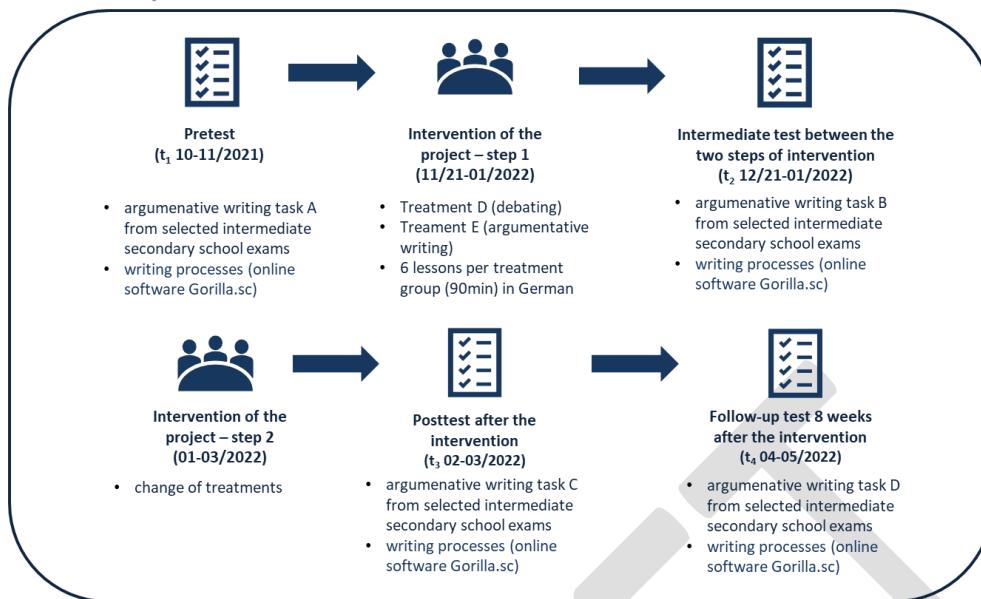 Pretest
(t₁ 10-11/2021)
• argumenative writing task A
from selected intermediate
secondary school exams
• writing processes (online
software Gorilla.sc)
Intervention of the
project – step 1
(11/21-01/2022)
• Treatment D (debating)
• Treament E (argumentative
writing)
• 6 lessons per treatment
group (90min) in German
Intermediate test between the
two steps of intervention
(t₂ 12/21-01/2022)
• argumenative writing task B
from selected intermediate
secondary school exams
• writing processes (online
software Gorilla.sc)
Intervention of the
project – step 2
(01-03/2022)
• change of treatments
Posttest after the
intervention
(t₃ 02-03/2022)
• argumenative writing task C
from selected intermediate
secondary school exams
• writing processes (online
software Gorilla.sc)
Follow-up test 8 weeks
after the intervention
(t₄ 04-05/2022)
• argumenative writing task D
from selected intermediate
secondary school exams
• writing processes (online
software Gorilla.sc)